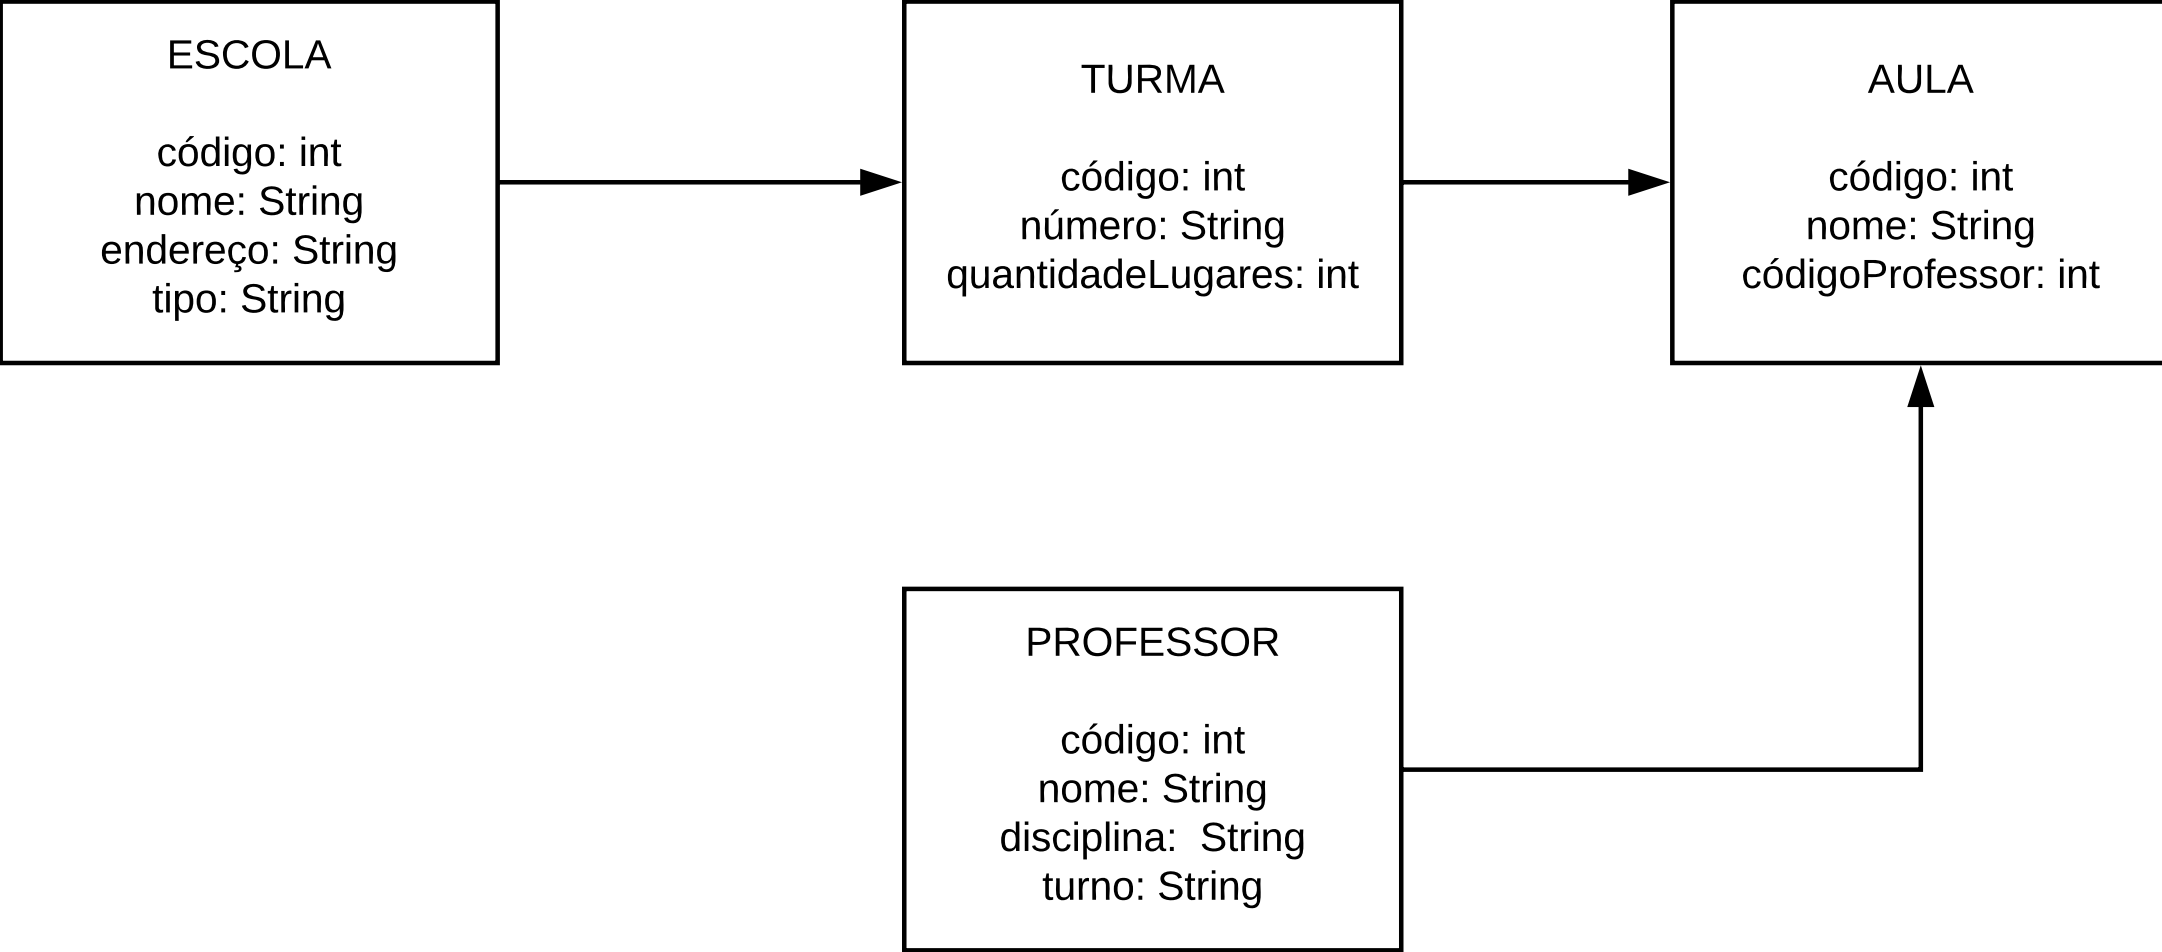 ESCOLA
código: int
nome: String
endereço: String
tipo: String
TURMA
código: int
número: String
quantidadeLugares: int
AULA
código: int
nome: String
códigoProfessor: int
PROFESSOR
código: int
nome: String
disciplina:  String
turno: String